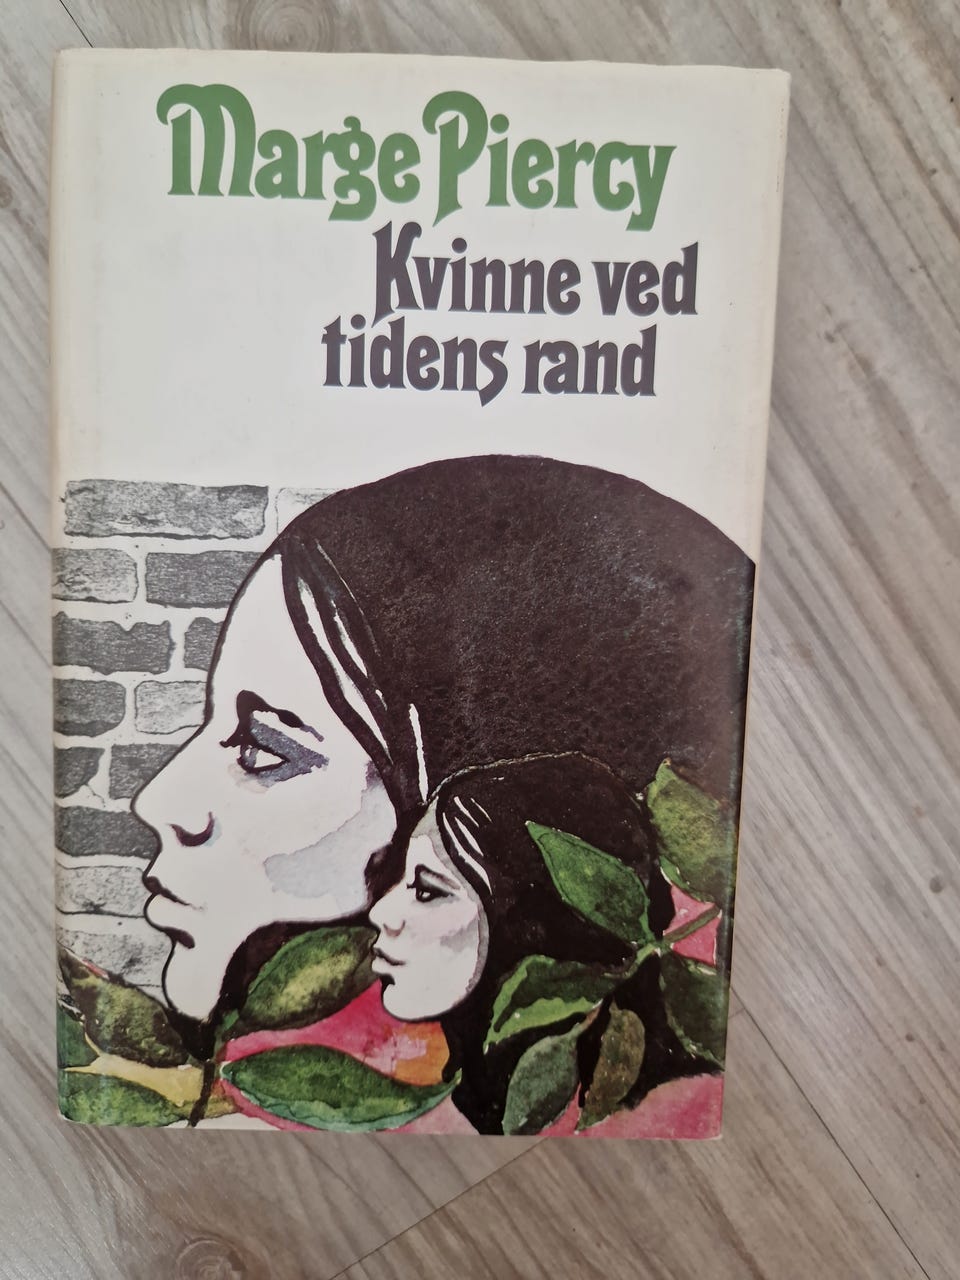 Marge Piercy
Kvinne ved
tidens rand